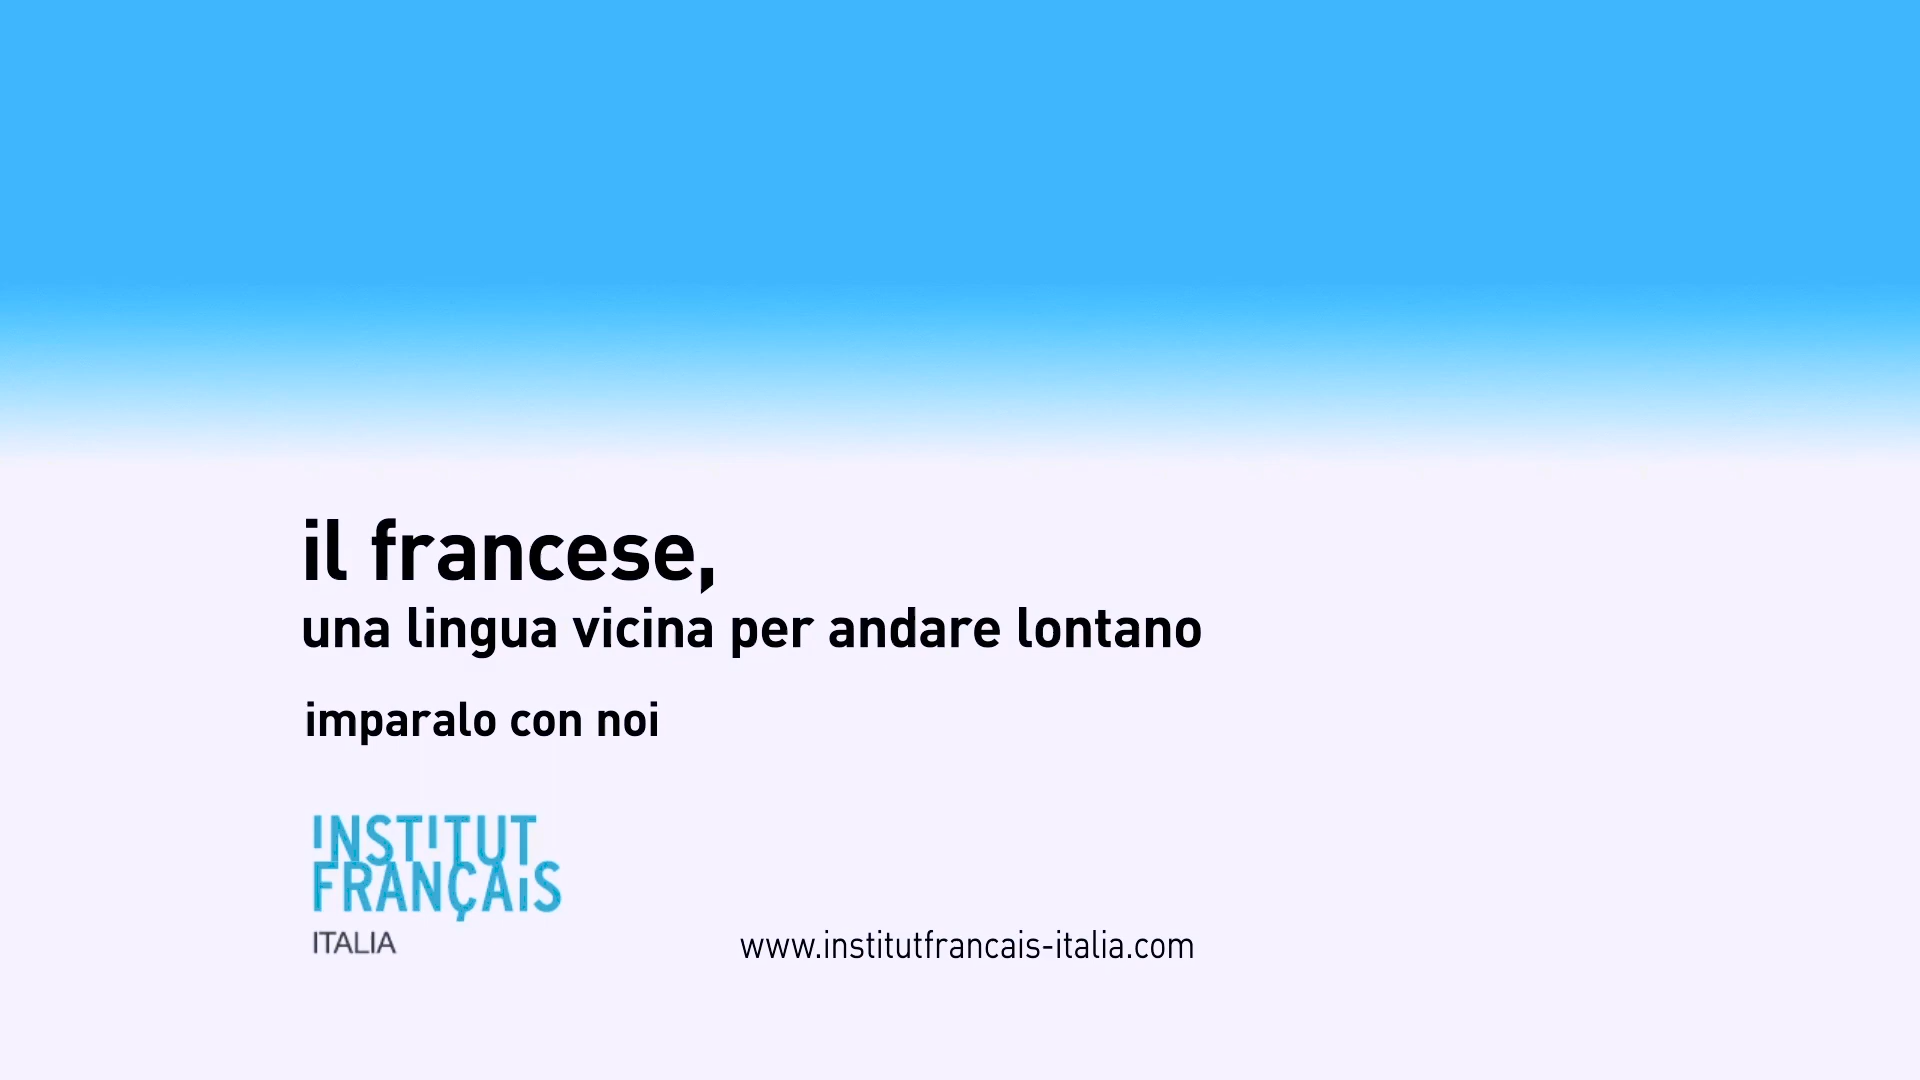 il francese,
una lingua vicina per andare lontano
imparalo con noi
INSTITUT
FRANÇAIS
ITALIA
www.institutfrancais-italia.com